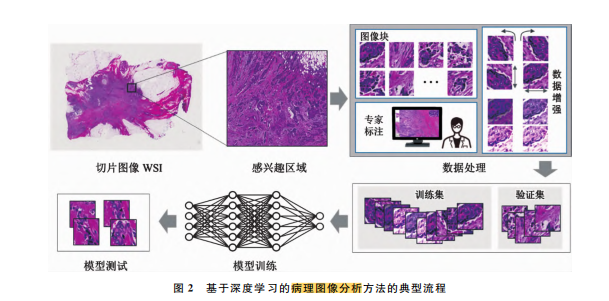 图像块
专家
标注
数据增强
切片图像 WSI
感兴趣区域
数据处理
训练集
验证集
模型测试
模型训练
图 2 基于深度学习的病理图像分析方法的典型流程